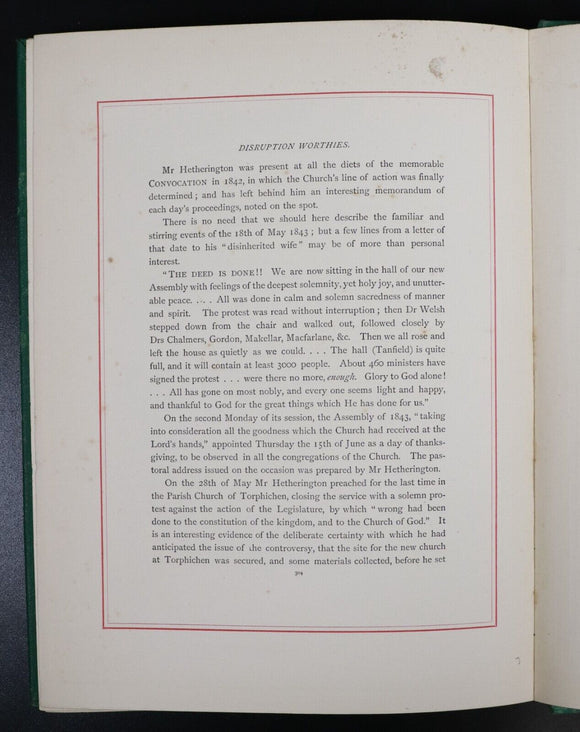 DISRUPTION WORTHIES.
Mr Hetherington was present at all the diets of the memorable
CONVOCATION in 1842, in which the Church's line of action was finally
determined ; and has left behind him an interesting memorandum of
each day's proceedings, noted on the spot.
There is no need that we should here describe the familiar and
stirring events of the 18th of May 1843 ; but a few lines from a letter of
that date to his "disinherited wife" may be of more than personal
interest.
"THE DEED IS DONE!! We are now sitting in the hall of our new
Assembly with feelings of the deepest solemnity, yet holy joy, and unutter-
able peace. . . . All was done in calm and solemn sacredness of manner
and spirit. The protest was read without interruption ; then Dr Welsh
stepped down from the chair and walked out, followed closely by
Drs Chalmers, Gordon, Makellar, Macfarlane, &c. Then we all rose and
left the house as quietly as we could. . . . The hall (Tanfield) is quite
full, and it will contain at least 3000 people. About 460 ministers have
signed the protest . . . were there no more, enough. Glory to God alone!
. . . All has gone on most nobly, and every one seems light and happy,
and thankful to God for the great things which He has done for us."
On the second Monday of its session, the Assembly of 1843, "taking
into consideration all the goodness which the Church had received at the
Lord's hands," appointed Thursday the 15th of June as a day of thanks-
giving, to be observed in all the congregations of the Church. The pas-
toral address issued on the occasion was prepared by Mr Hetherington.
On the 28th of May Mr Hetherington preached for the last time in
the Parish Church of Torphichen, closing the service with a solemn pro-
test against the action of the Legislature, by which "wrong had been
done to the constitution of the kingdom, and to the Church of God." It
is an interesting evidence of the deliberate certainty with which he had
anticipated the issue of the controversy, that the site for the new church
at Torphichen was secured, and some materials collected, before he set
304